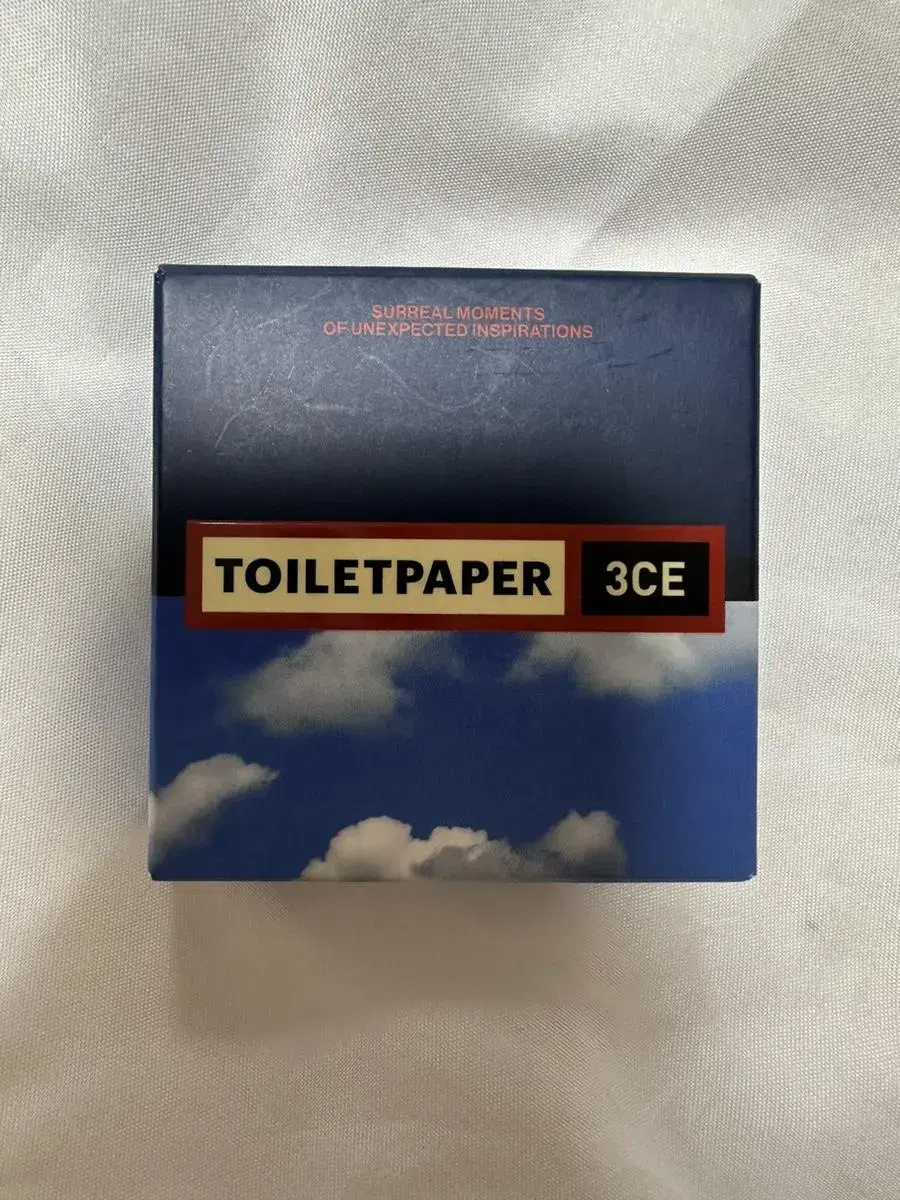 SURREAL MOMENTS
OF UNEXPECTED INSPIRATIONS
TOILETPAPER 3CE